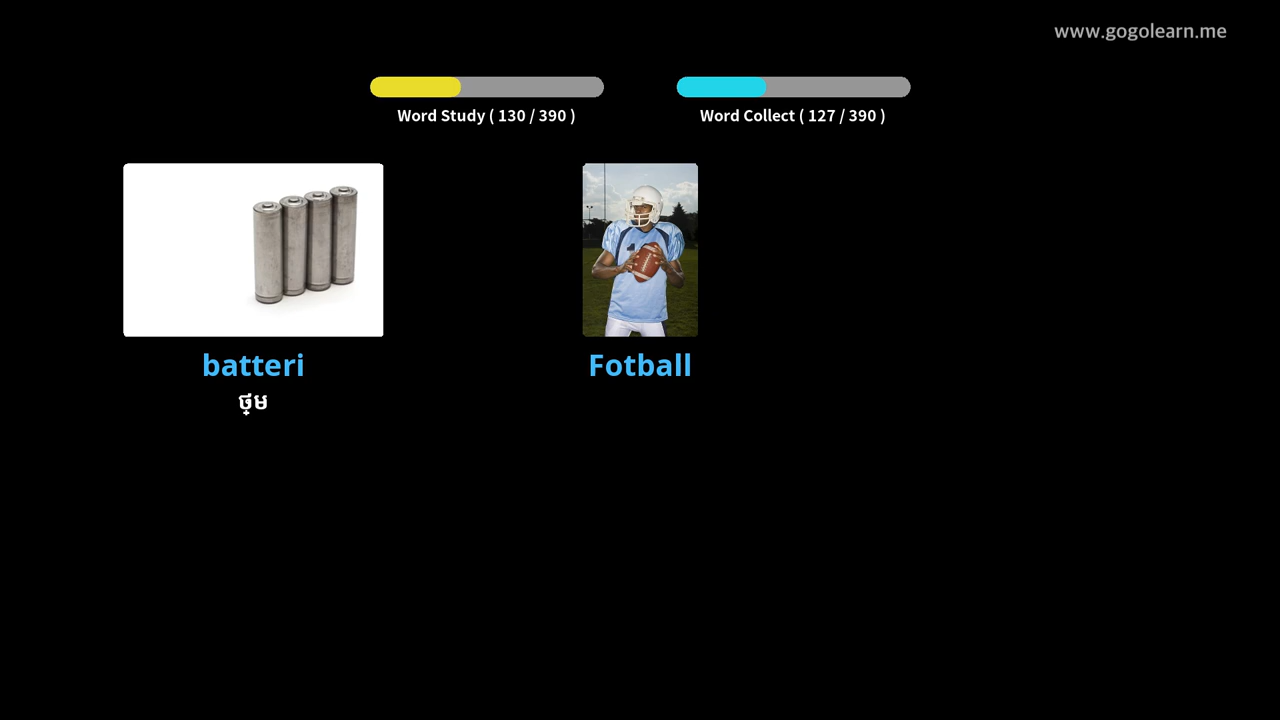 www.gogolearn.me
Word Study ( 130 / 390 )
Word Collect ( 127 / 390 )
batteri
Fotball
ថ្ម